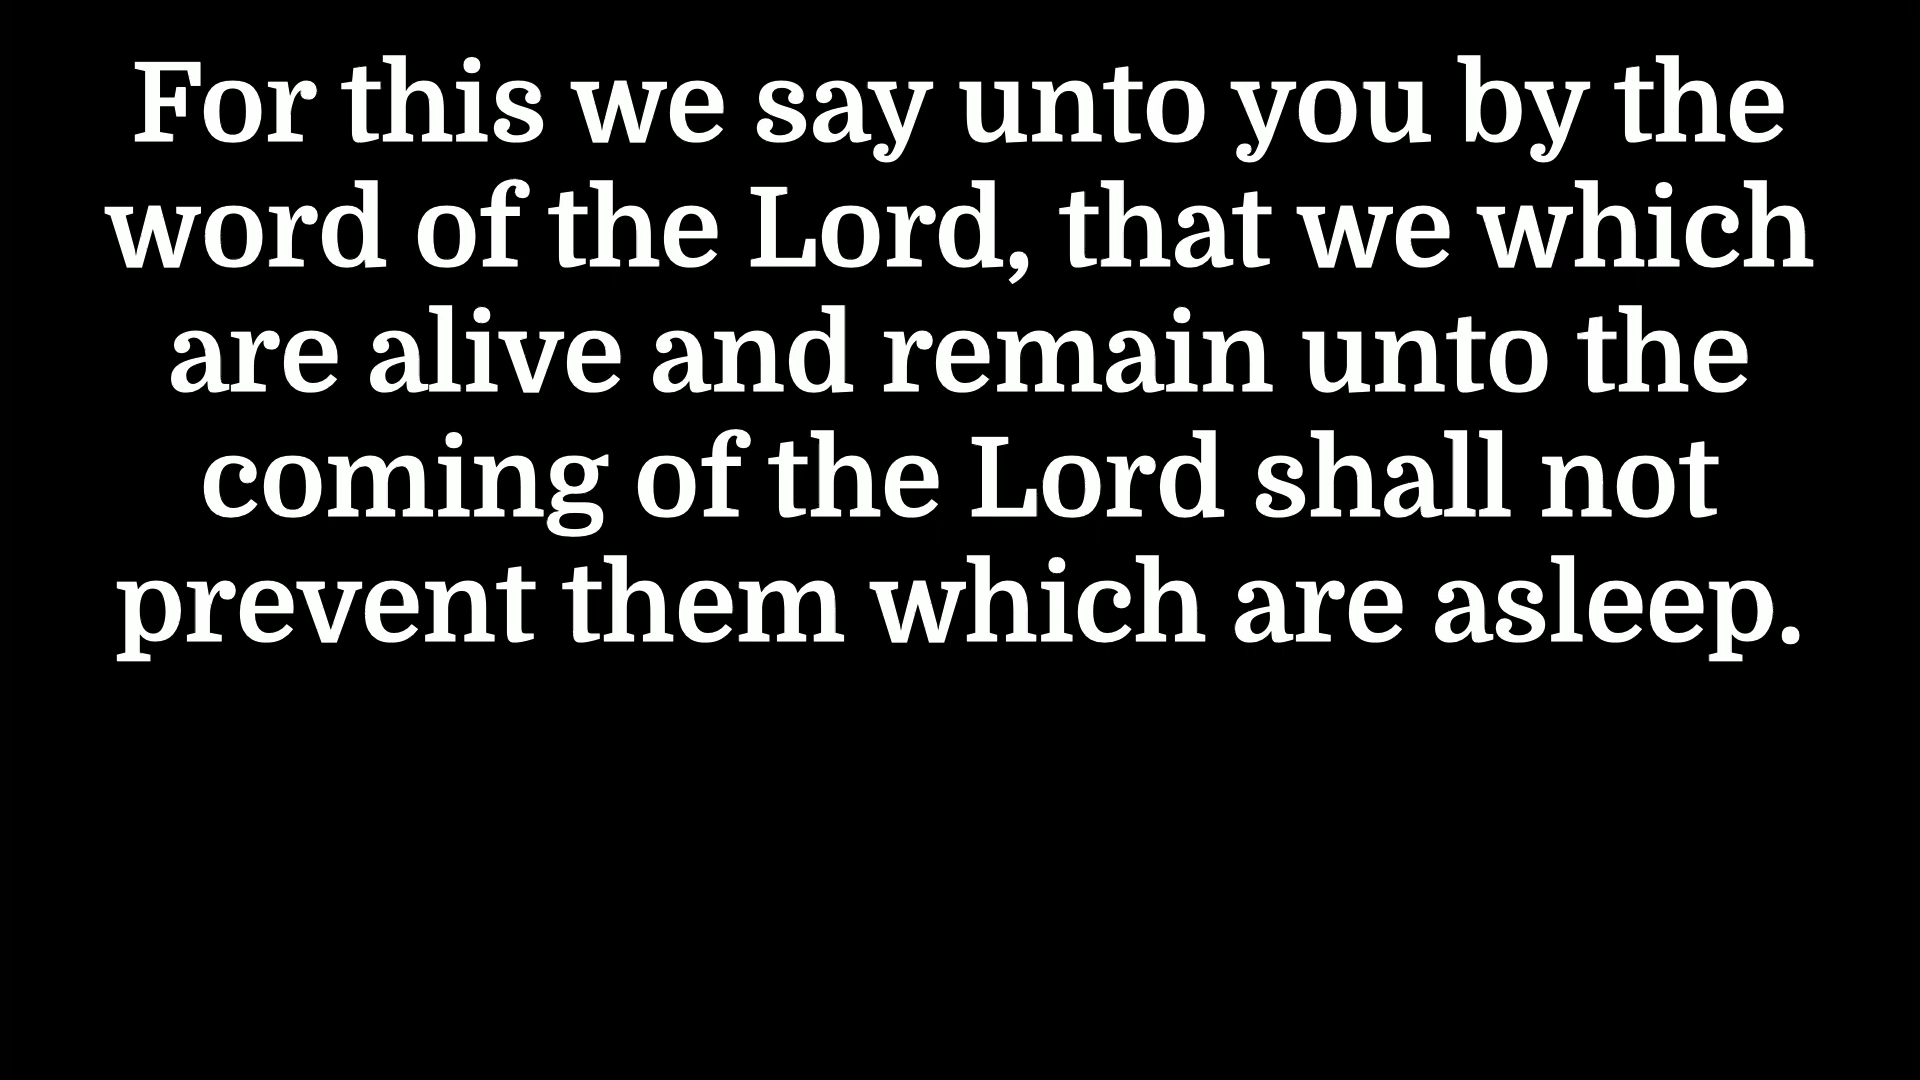 For this we say unto you by the
word of the Lord, that we which
are alive and remain unto the
coming of the Lord shall not
prevent them which are asleep.